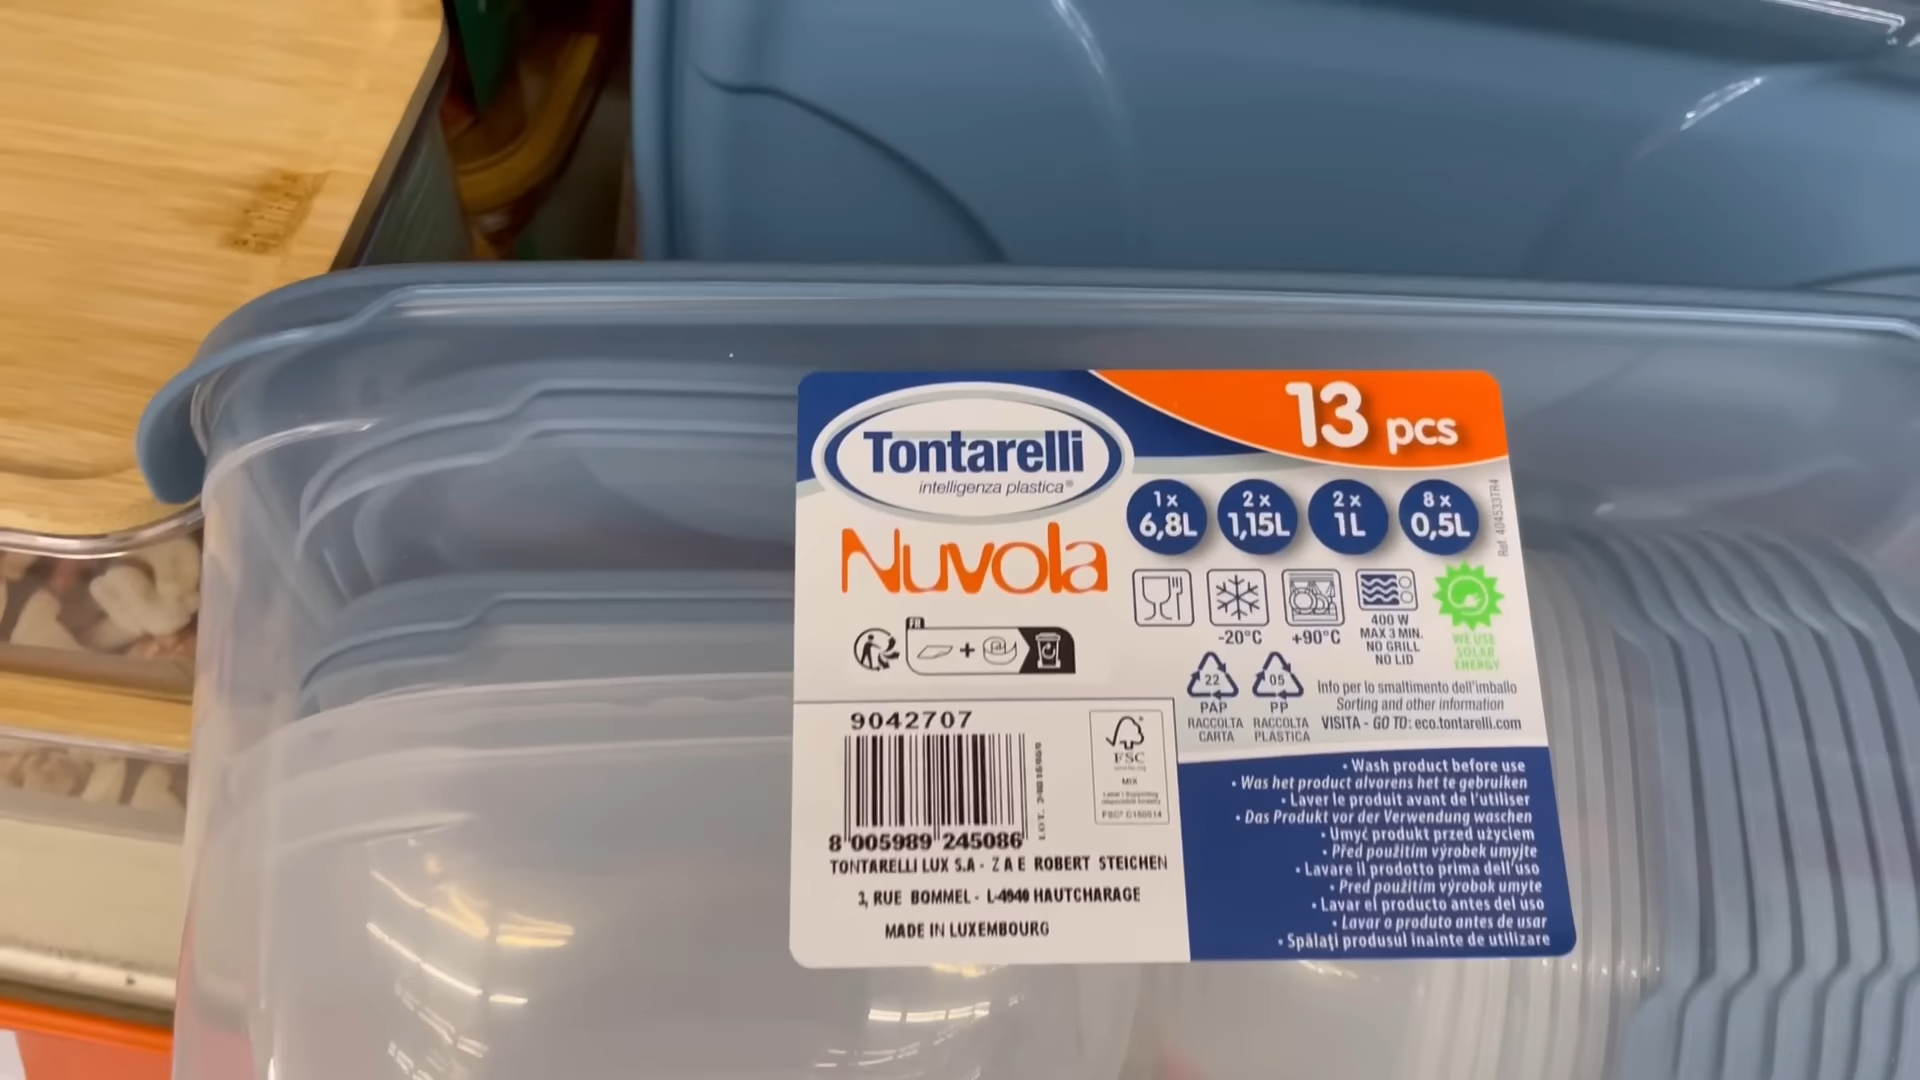 13 pcs
Tontarelli
intelligenza plastica®
Nuvola
1 x
6,8L
2 x
1,15L
2 x
1L
8 x
0,5L
-20°C
+90°C
400 W
MAX 3 MIN.
NO GRILL
NO LID
WE USE
SOLAR
ENERGY
FR
22
PAP
RACCOLTA
CARTA
05
PP
RACCOLTA
PLASTICA
Info per lo smaltimento dell'imballo
Sorting and other information
VISITA - GO TO: eco.tontarelli.com
9042707
8 005989 245086
FSC
MIX
TONTARELLI LUX S.A - Z A E ROBERT STEICHEN
3, RUE BOMMEL - L-4940 HAUTCHARAGE
MADE IN LUXEMBOURG
• Wash product before use
• Was het product alvorens het te gebruiken
• Laver le produit avant de l'utiliser
• Das Produkt vor der Verwendung waschen
• Umyć produkt przed użyciem
• Před použitím výrobek umyjte
• Lavare il prodotto prima dell'uso
• Pred použitím výrobok umyte
• Lavar el producto antes del uso
• Lavar o produto antes de usar
• Spălați produsul înainte de utilizare